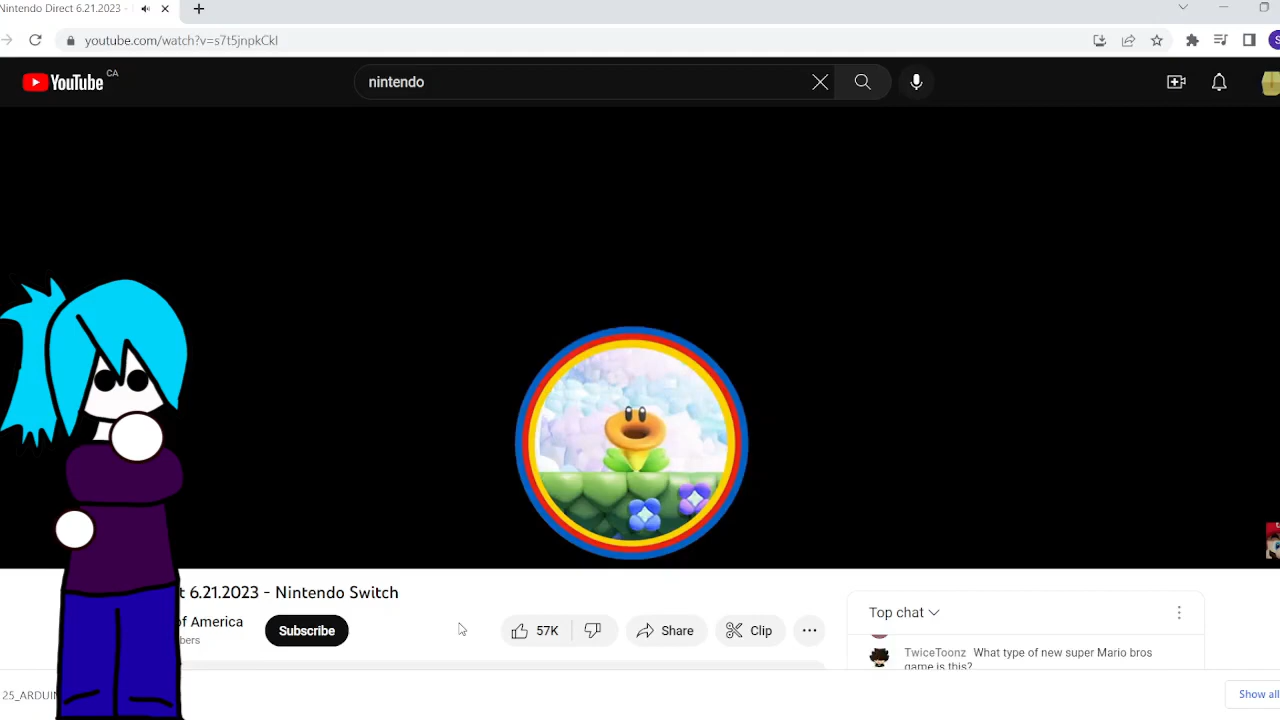 Nintendo Direct 6.21.2023 -
youtube.com/watch?v=s7t5jnpkCkI
YouTube CA
nintendo
6.21.2023 - Nintendo Switch
of America
Subscribe
57K
Share
Clip
Top chat
TwiceToonz What type of new super Mario bros
game is this?
Show all